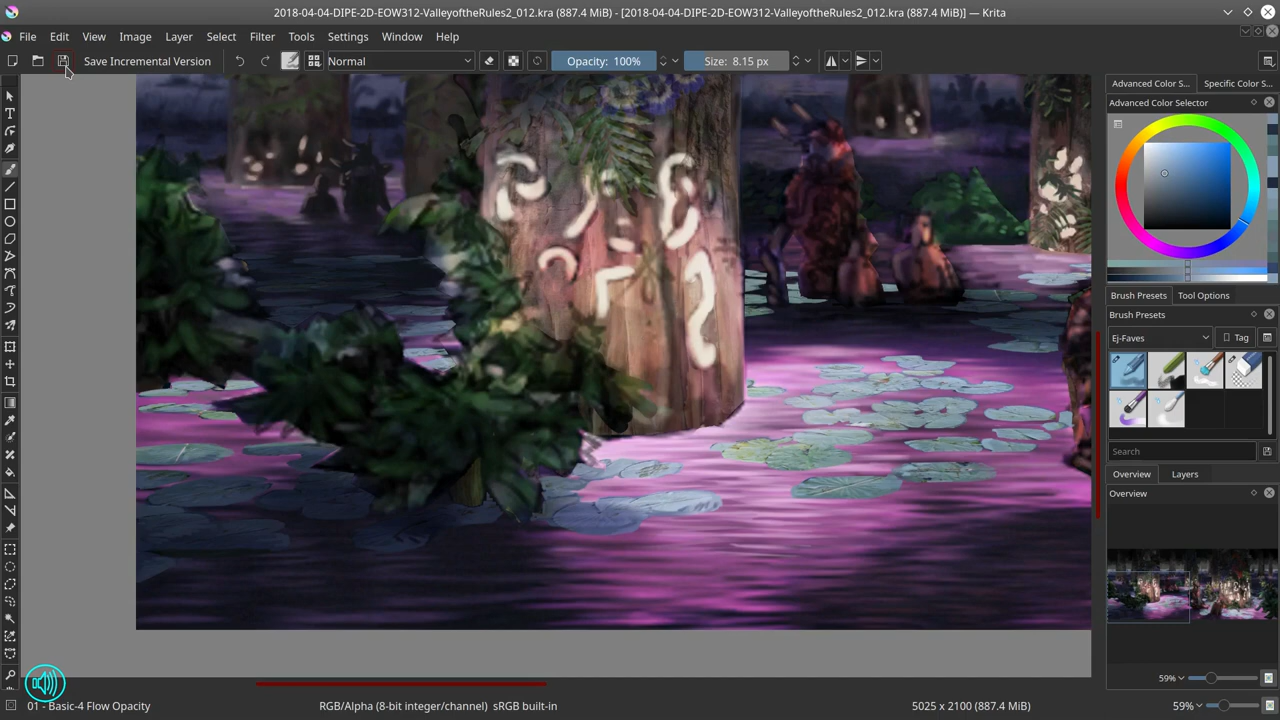 2018-04-04-DIPE-2D-EOW312-ValleyoftheRules2_012.kra (887.4 MiB) - [2018-04-04-DIPE-2D-EOW312-ValleyoftheRules2_012.kra (887.4 MiB)] — Krita
File Edit View Image Layer Select Filter Tools Settings Window Help
Save Incremental Version Normal Opacity: 100% Size: 8.15 px
Advanced Color S... Specific Color S...
Advanced Color Selector
Brush Presets Tool Options
Brush Presets
Ej-Faves Tag
Search
Overview Layers
Overview
59%
01 - Basic-4 Flow Opacity RGB/Alpha (8-bit integer/channel) sRGB built-in 5025 x 2100 (887.4 MiB) 59%